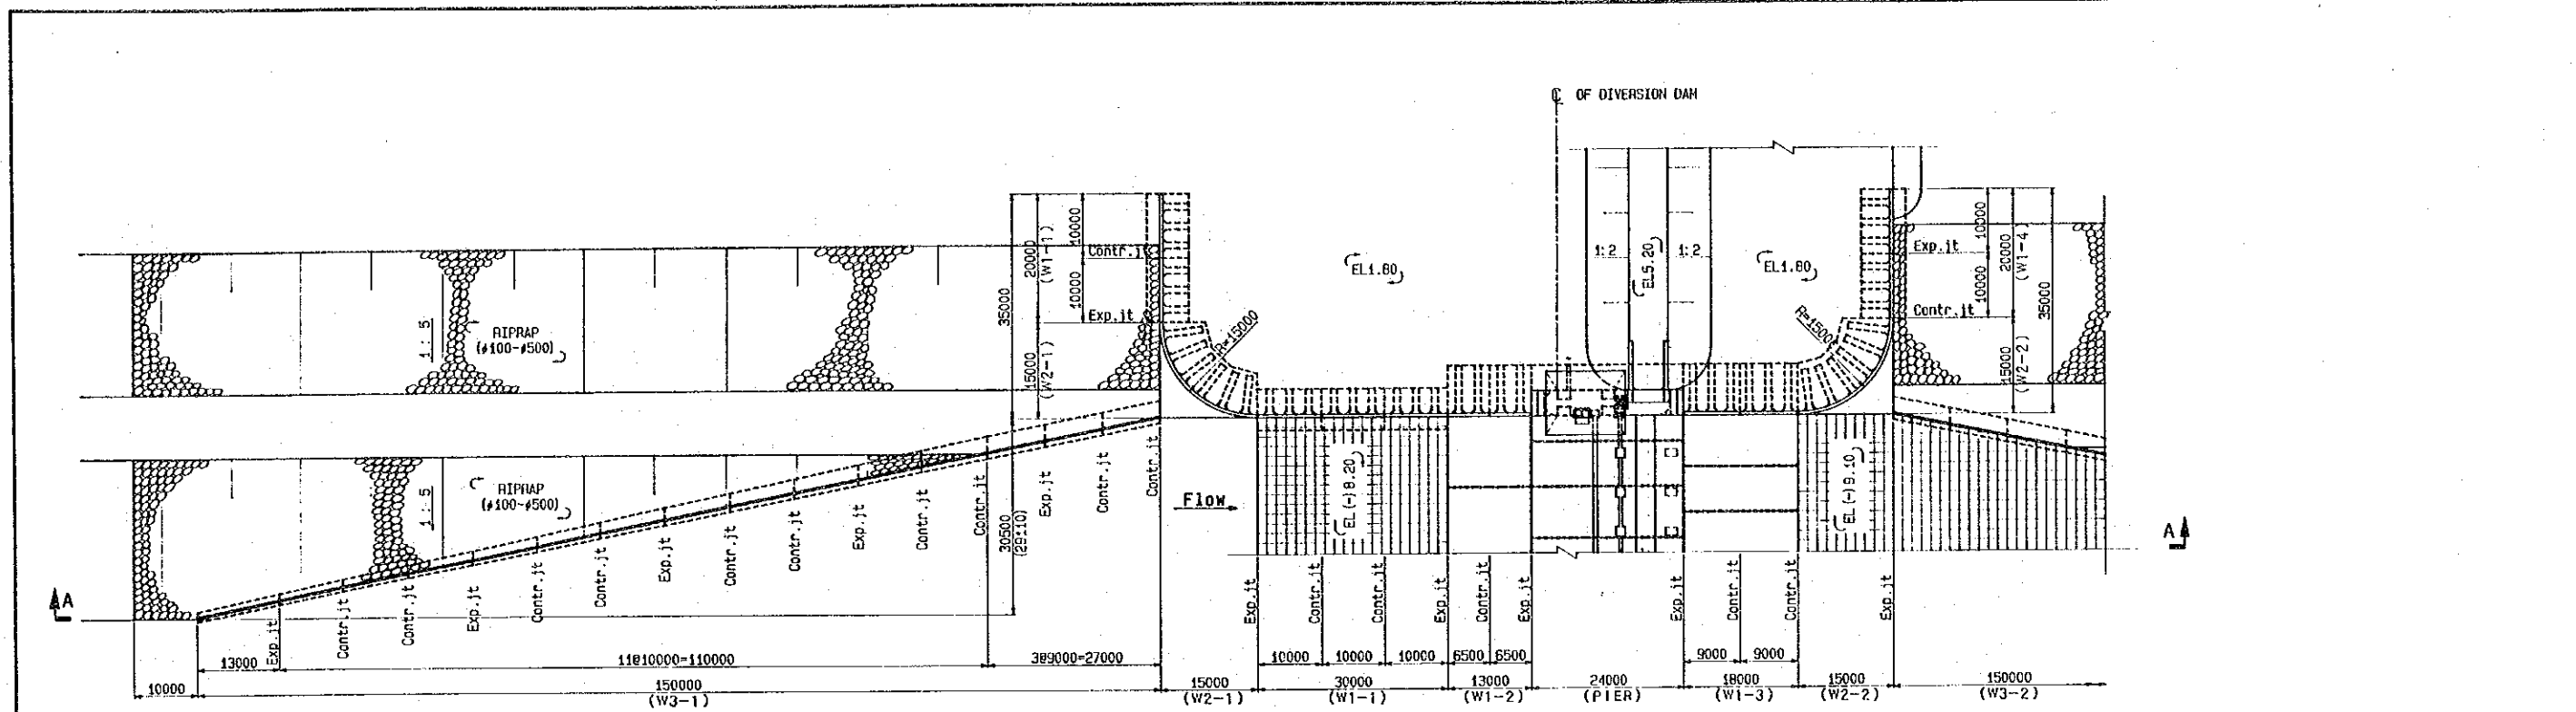 ℄ OF DIVERSION DAM
35000
20000
(W1-1)
10000
10000
15000
(W2-1)
Contr.jt
Exp.jt
R=15000
EL1.80
1:2
EL5.20
1:2
EL1.80
R=15000
Exp.jt
Contr.jt
10000
10000
20000
(W1-4)
15000
(W2-2)
35000
1:5
RIPRAP
(ø100-ø500)
1:5
RIPRAP
(ø100-ø500)
30500
(29110)
Flow
EL(-)8.20
EL(-)9.10
A
A
Exp.jt
Contr.jt
Contr.jt
Exp.jt
Contr.jt
Contr.jt
Exp.jt
Contr.jt
Contr.jt
Exp.jt
Contr.jt
Contr.jt
Exp.jt
Contr.jt
Contr.jt
Exp.jt
Contr.jt
Contr.jt
Exp.jt
Contr.jt
Exp.jt
Exp.jt
Contr.jt
Contr.jt
Exp.jt
13000
11@10000=110000
3@9000=27000
10000
10000
10000
6500
6500
9000
9000
10000
150000
(W3-1)
15000
(W2-1)
30000
(W1-1)
13000
(W1-2)
24000
(PIER)
18000
(W1-3)
15000
(W2-2)
150000
(W3-2)